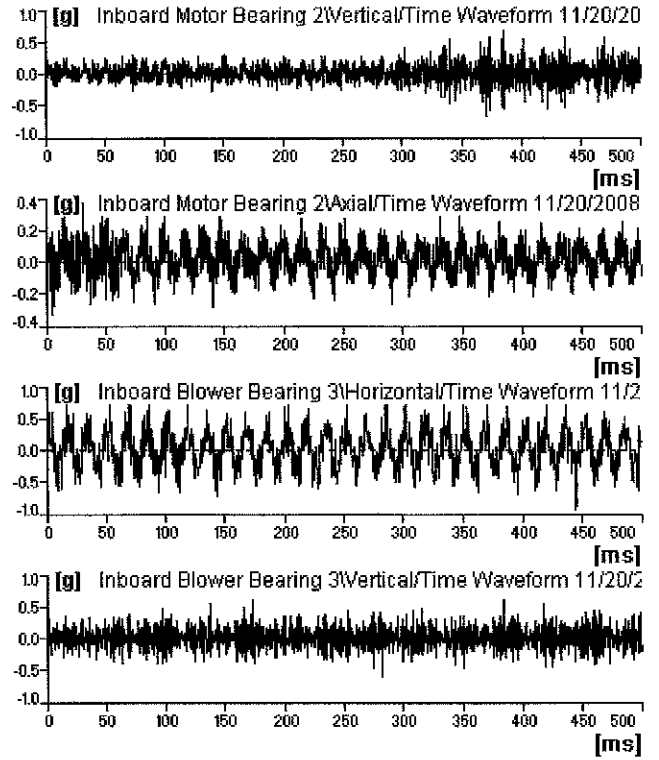 [g] Inboard Motor Bearing 2\Vertical/Time Waveform 11/20/20
1.0
0.5
0.0
-0.5
-1.0
0 50 100 150 200 250 300 350 400 450 500
[ms]
[g] Inboard Motor Bearing 2\Axial/Time Waveform 11/20/2008
0.4
0.2
0.0
-0.2
-0.4
0 50 100 150 200 250 300 350 400 450 500
[ms]
[g] Inboard Blower Bearing 3\Horizontal/Time Waveform 11/2
1.0
0.5
0.0
-0.5
-1.0
0 50 100 150 200 250 300 350 400 450 500
[ms]
[g] Inboard Blower Bearing 3\Vertical/Time Waveform 11/20/2
1.0
0.5
0.0
-0.5
-1.0
0 50 100 150 200 250 300 350 400 450 500
[ms]